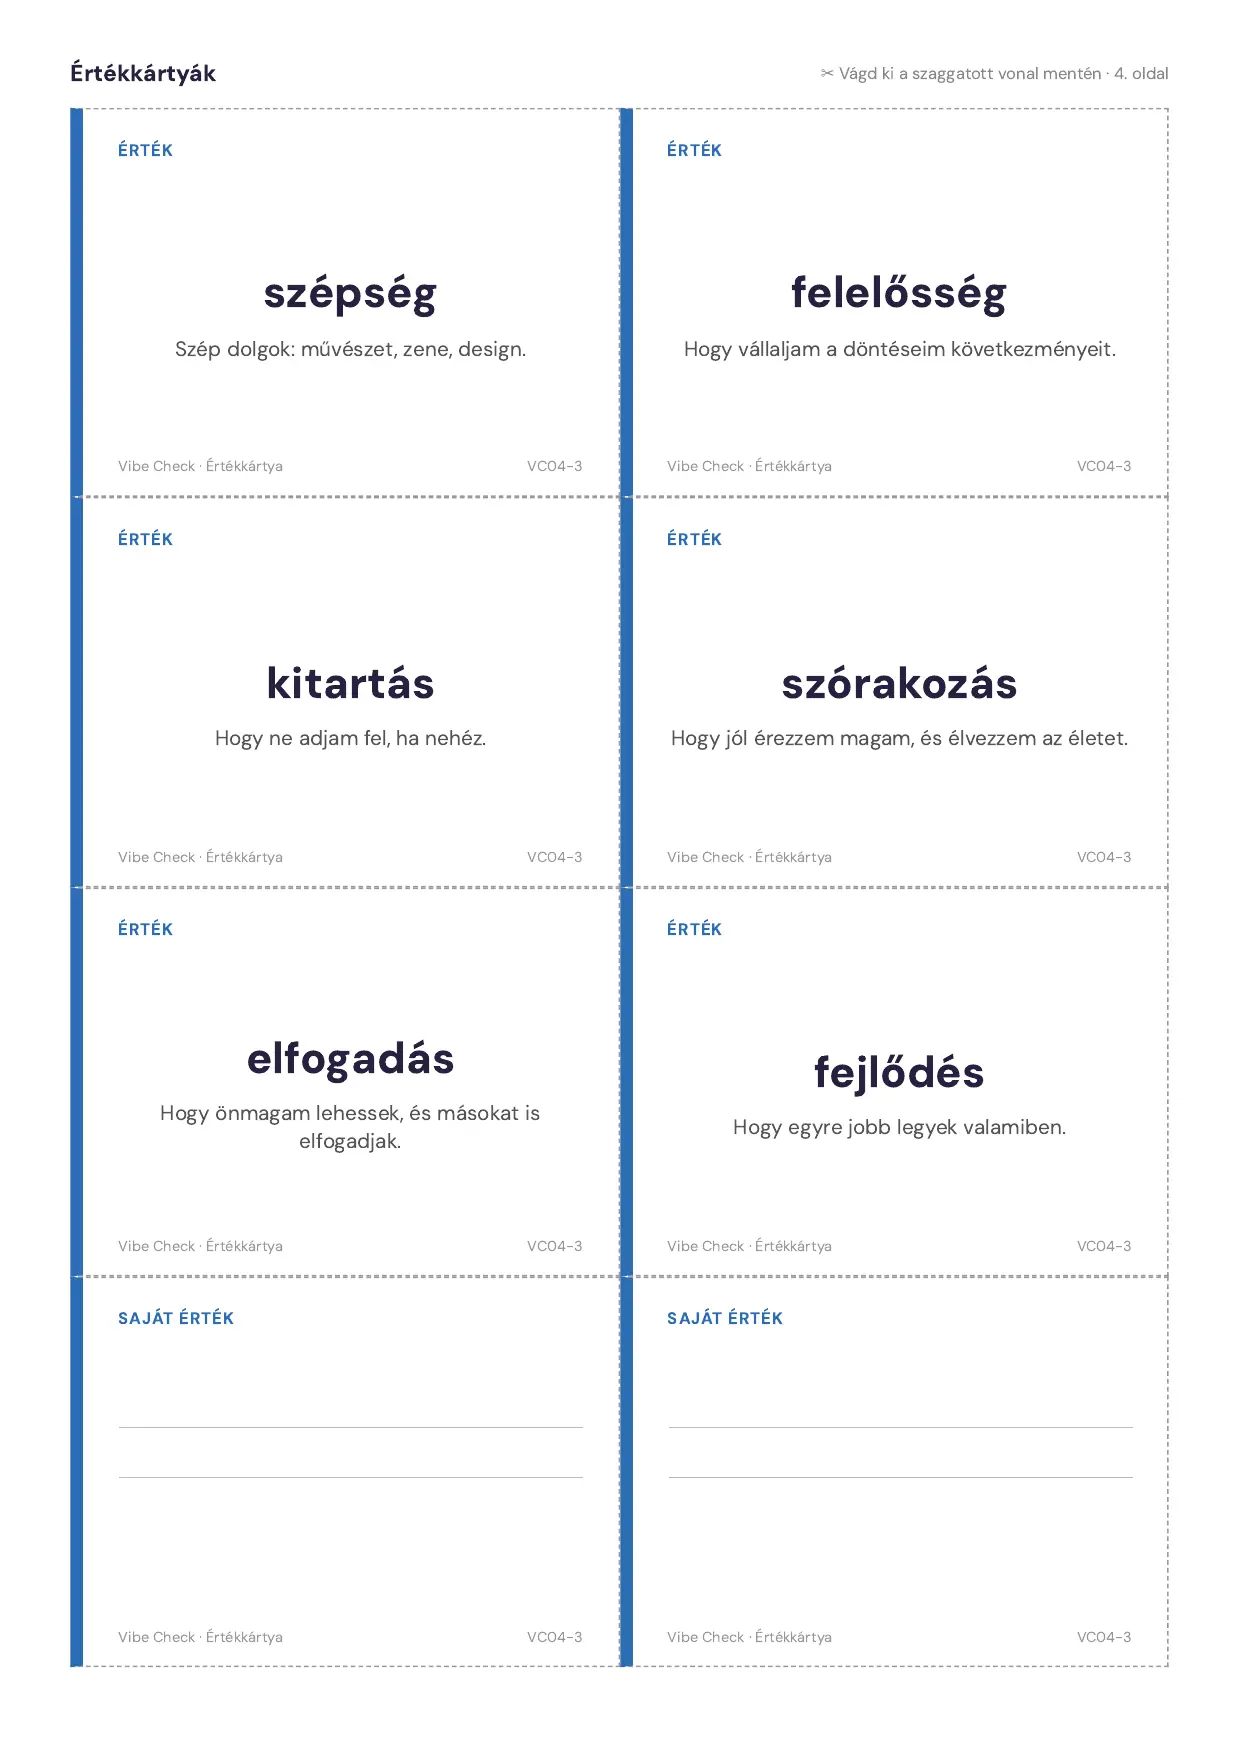 Értékkártyák
✂ Vágd ki a szaggatott vonal mentén · 4. oldal
ÉRTÉK
szépség
Szép dolgok: művészet, zene, design.
Vibe Check · Értékkártya
VC04-3
ÉRTÉK
felelősség
Hogy vállaljam a döntéseim következményeit.
Vibe Check · Értékkártya
VC04-3
ÉRTÉK
kitartás
Hogy ne adjam fel, ha nehéz.
Vibe Check · Értékkártya
VC04-3
ÉRTÉK
szórakozás
Hogy jól érezzem magam, és élvezzem az életet.
Vibe Check · Értékkártya
VC04-3
ÉRTÉK
elfogadás
Hogy önmagam lehessek, és másokat is
elfogadjak.
Vibe Check · Értékkártya
VC04-3
ÉRTÉK
fejlődés
Hogy egyre jobb legyek valamiben.
Vibe Check · Értékkártya
VC04-3
SAJÁT ÉRTÉK
Vibe Check · Értékkártya
VC04-3
SAJÁT ÉRTÉK
Vibe Check · Értékkártya
VC04-3